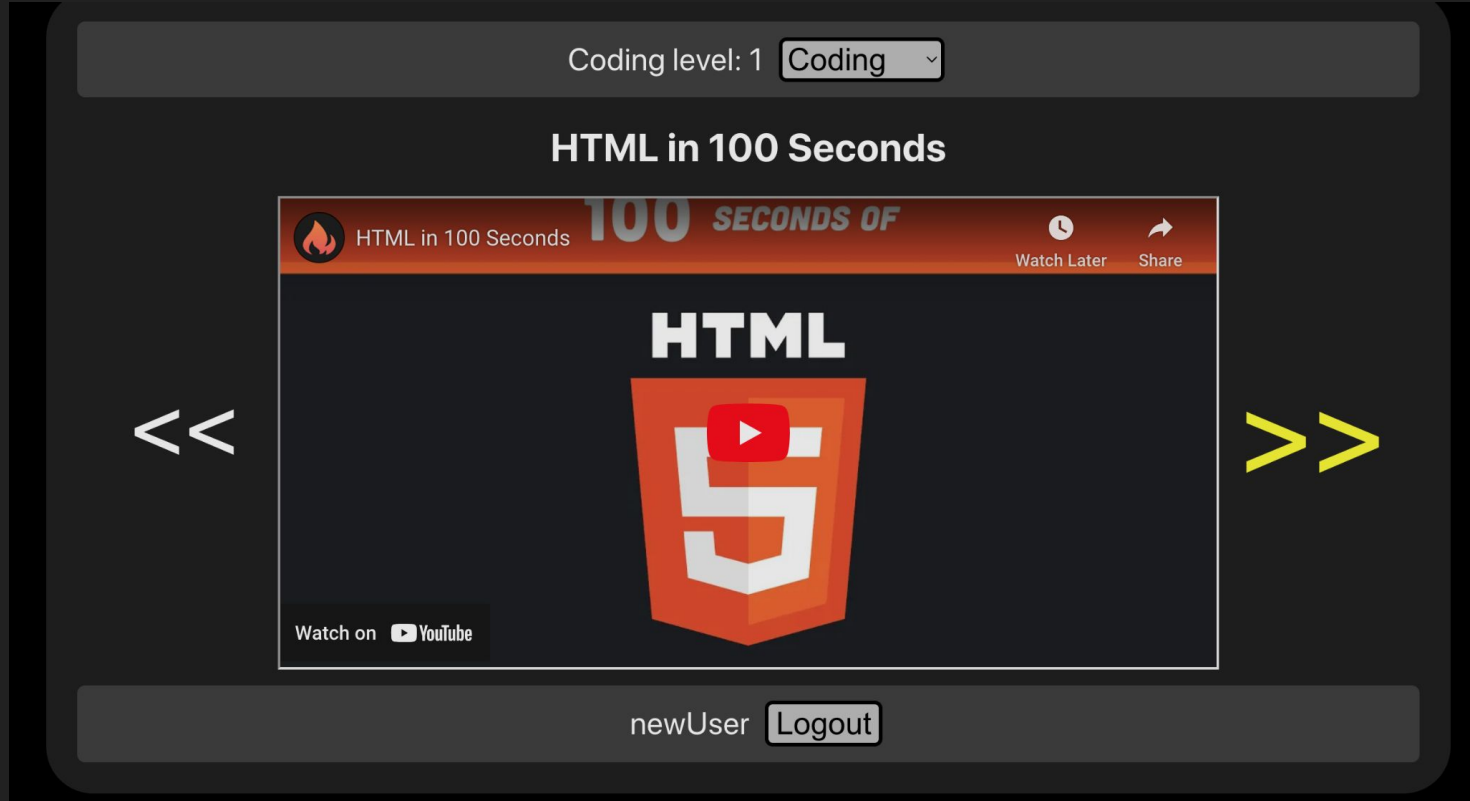 Coding level: 1 Coding
HTML in 100 Seconds
HTML in 100 Seconds
100 SECONDS OF
Watch Later
Share
HTML
5
<<
>>
Watch on YouTube
newUser Logout